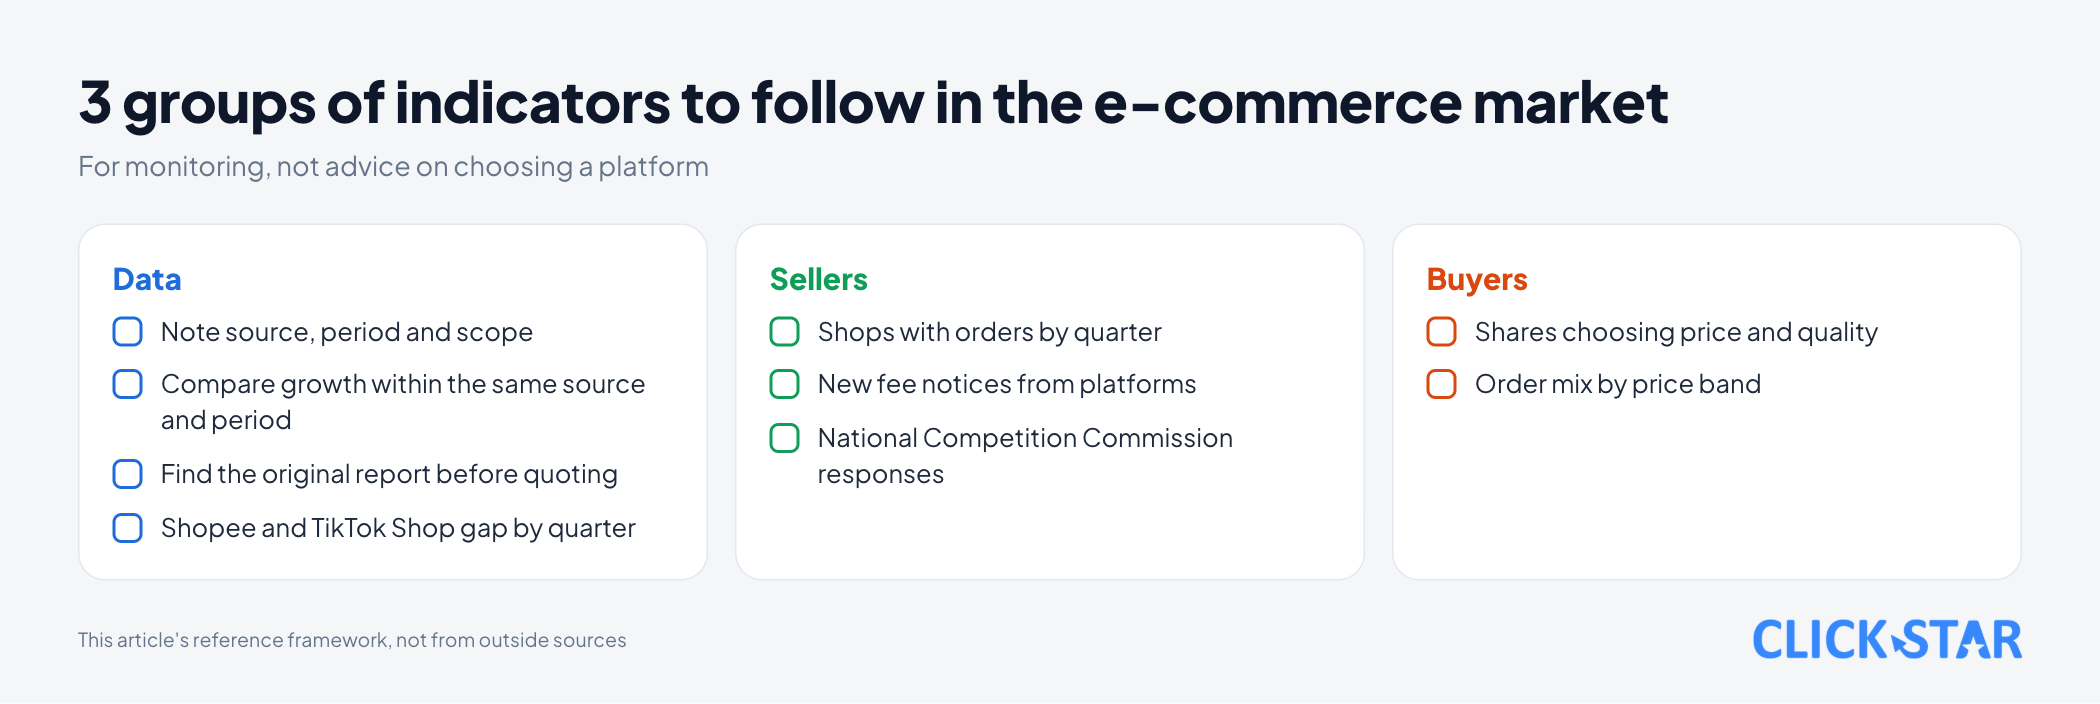 3 groups of indicators to follow in the e-commerce market
For monitoring, not advice on choosing a platform
Data
Note source, period and scope
Compare growth within the same source
and period
Find the original report before quoting
Shopee and TikTok Shop gap by quarter
Sellers
Shops with orders by quarter
New fee notices from platforms
National Competition Commission
responses
Buyers
Shares choosing price and quality
Order mix by price band
This article's reference framework, not from outside sources
CLICK STAR